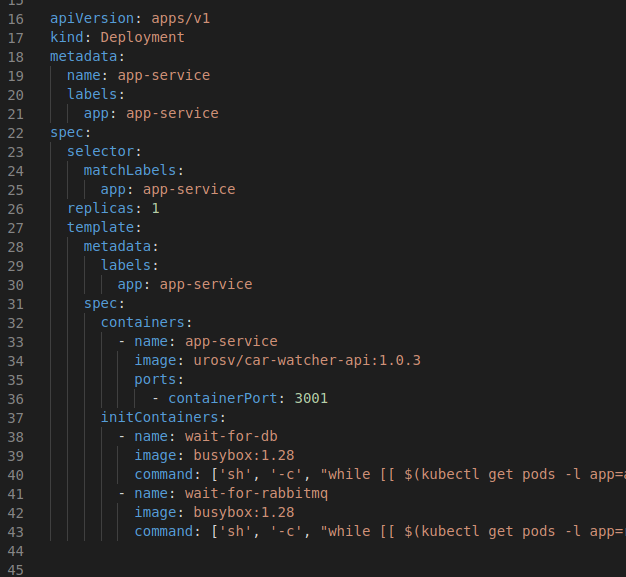 15
16 apiVersion: apps/v1
17 kind: Deployment
18 metadata:
19   name: app-service
20   labels:
21     app: app-service
22 spec:
23   selector:
24     matchLabels:
25       app: app-service
26   replicas: 1
27   template:
28     metadata:
29       labels:
30         app: app-service
31     spec:
32       containers:
33         - name: app-service
34           image: urosv/car-watcher-api:1.0.3
35           ports:
36             - containerPort: 3001
37       initContainers:
38         - name: wait-for-db
39           image: busybox:1.28
40           command: ['sh', '-c', "while [[ $(kubectl get pods -l app=
41         - name: wait-for-rabbitmq
42           image: busybox:1.28
43           command: ['sh', '-c', "while [[ $(kubectl get pods -l app=
44
45